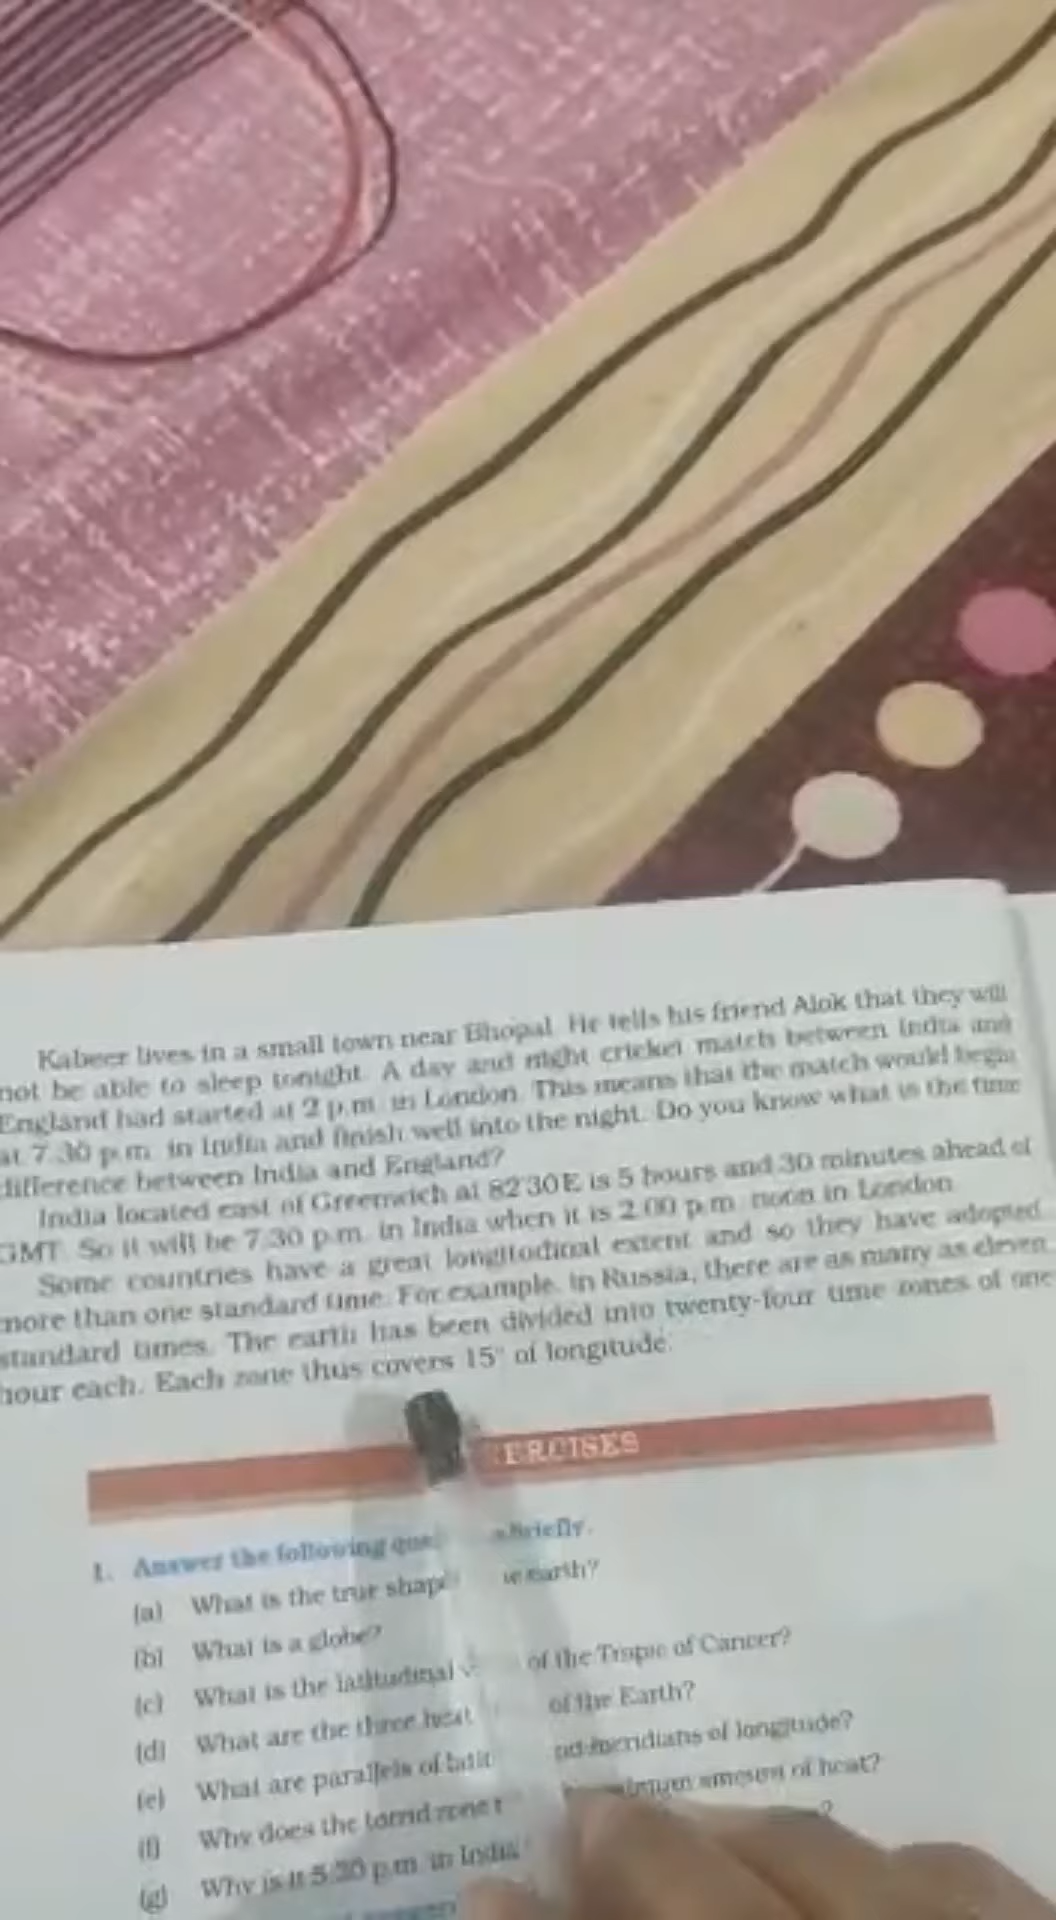 Kabeer lives in a small town near Bhopal. He tells his friend Alok that they will
not be able to sleep tonight. A day and night cricket match between India and
England had started at 2 p.m. in London. This means that the match would begin
at 7.30 p.m. in India and finish well into the night. Do you know what is the time
difference between India and England?
India located east of Greenwich at 82°30'E is 5 hours and 30 minutes ahead of
GMT. So it will be 7:30 p.m. in India when it is 2:00 p.m. noon in London.
Some countries have a great longitudinal extent and so they have adopted
more than one standard time. For example, in Russia, there are as many as eleven
standard times. The earth has been divided into twenty-four time zones of one
hour each. Each zone thus covers 15° of longitude.
ERCISES
1. Answer the following briefly.
(a) What is the true shape earth?
(b) What is a globe?
(c) What is the latitudinal of the Tropic of Cancer?
(d) What are the three heat of the Earth?
(e) What are parallels of meridians of longitude?
(f) Why does the torrid zone amount of heat?
(g) Why is it 5.30 p.m. in India ?